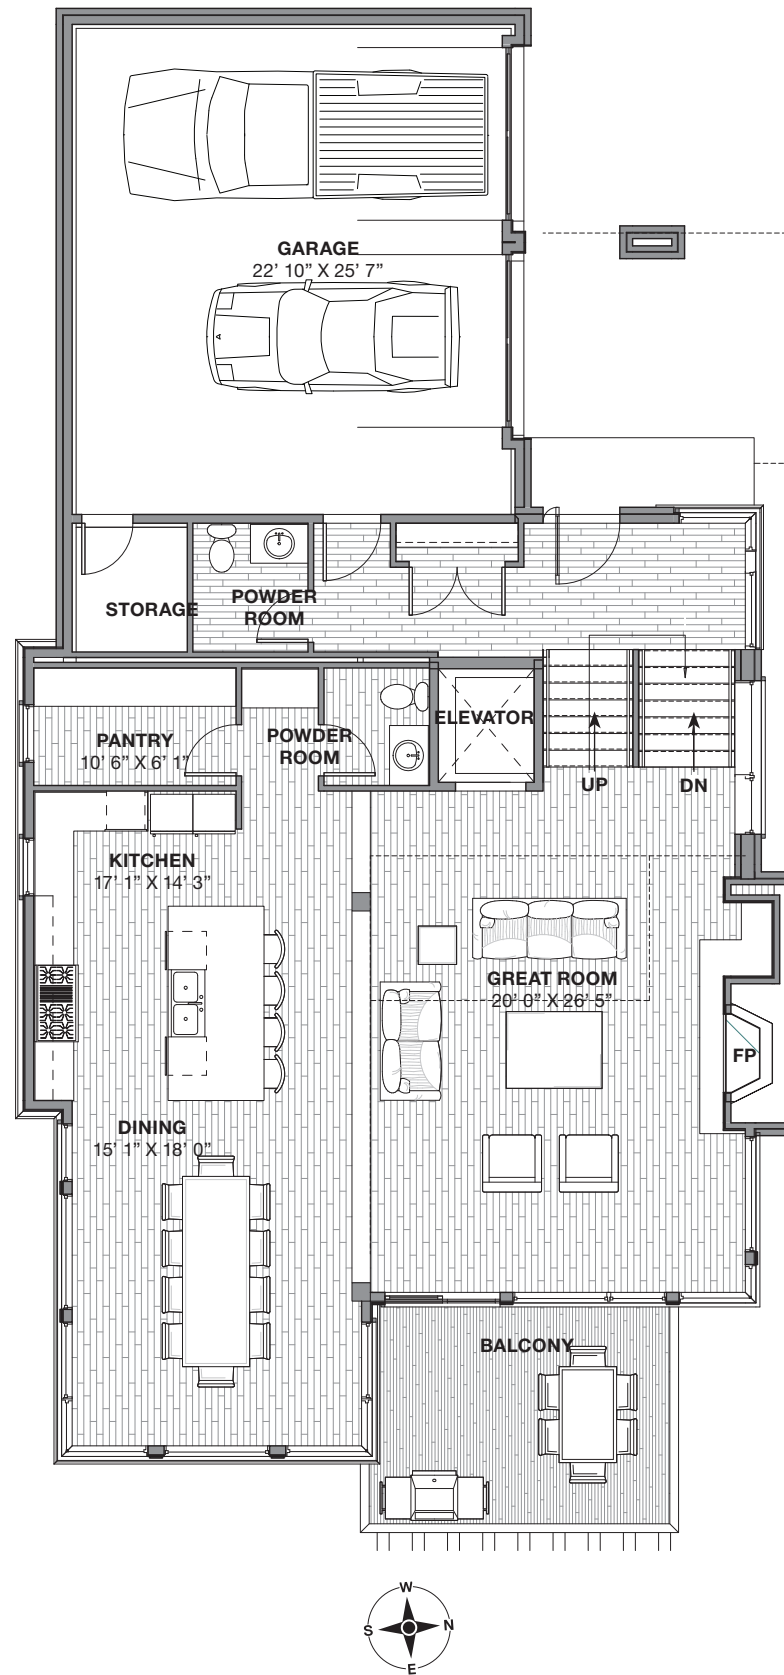 GARAGE
22' 10” X 25' 7”
STORAGE
POWDER
ROOM
PANTRY
10' 6” X 6' 1”
POWDER
ROOM
ELEVATOR
UP
DN
KITCHEN
17' 1” X 14' 3”
GREAT ROOM
20' 0” X 26' 5”
FP
DINING
15' 1” X 18' 0”
BALCONY
W
S
N
E